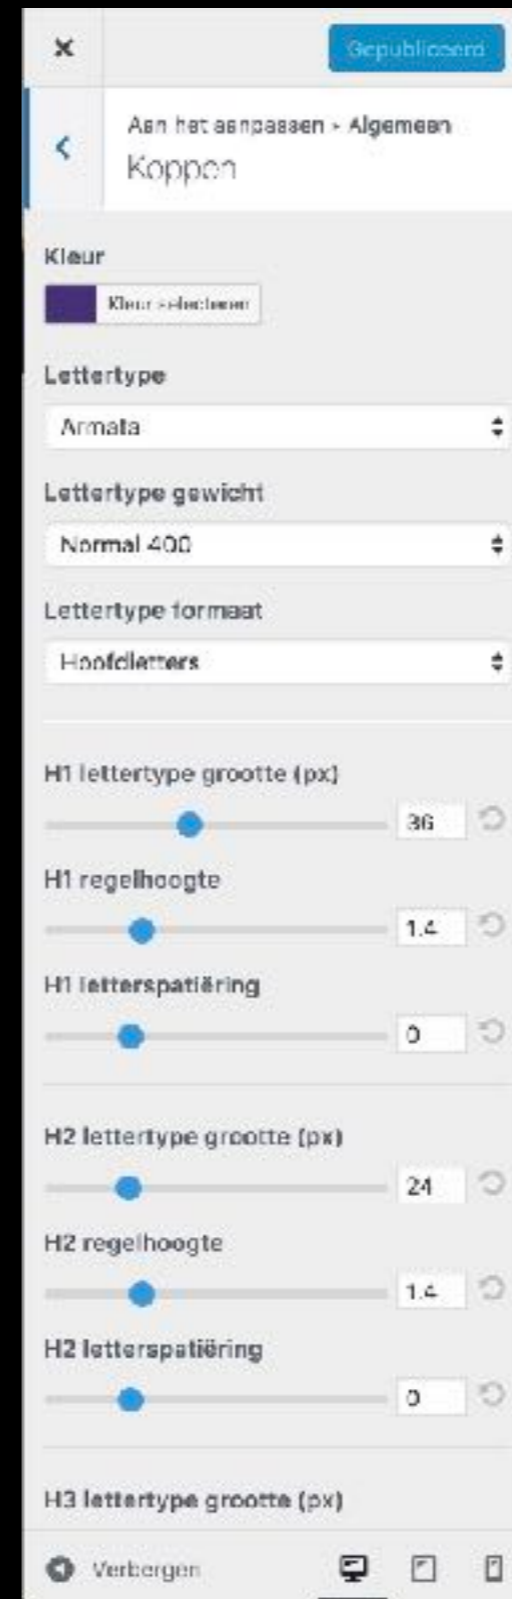 Gepubliceerd
Aan het aanpassen ▸ Algemeen
Koppen
Kleur
Kleur selecteren
Lettertype
Armata
Lettertype gewicht
Normal 400
Lettertype formaat
Hoofdletters
H1 lettertype grootte (px)
36
H1 regelhoogte
1.4
H1 letterspatiëring
0
H2 lettertype grootte (px)
24
H2 regelhoogte
1.4
H2 letterspatiëring
0
H3 lettertype grootte (px)
Verbergen